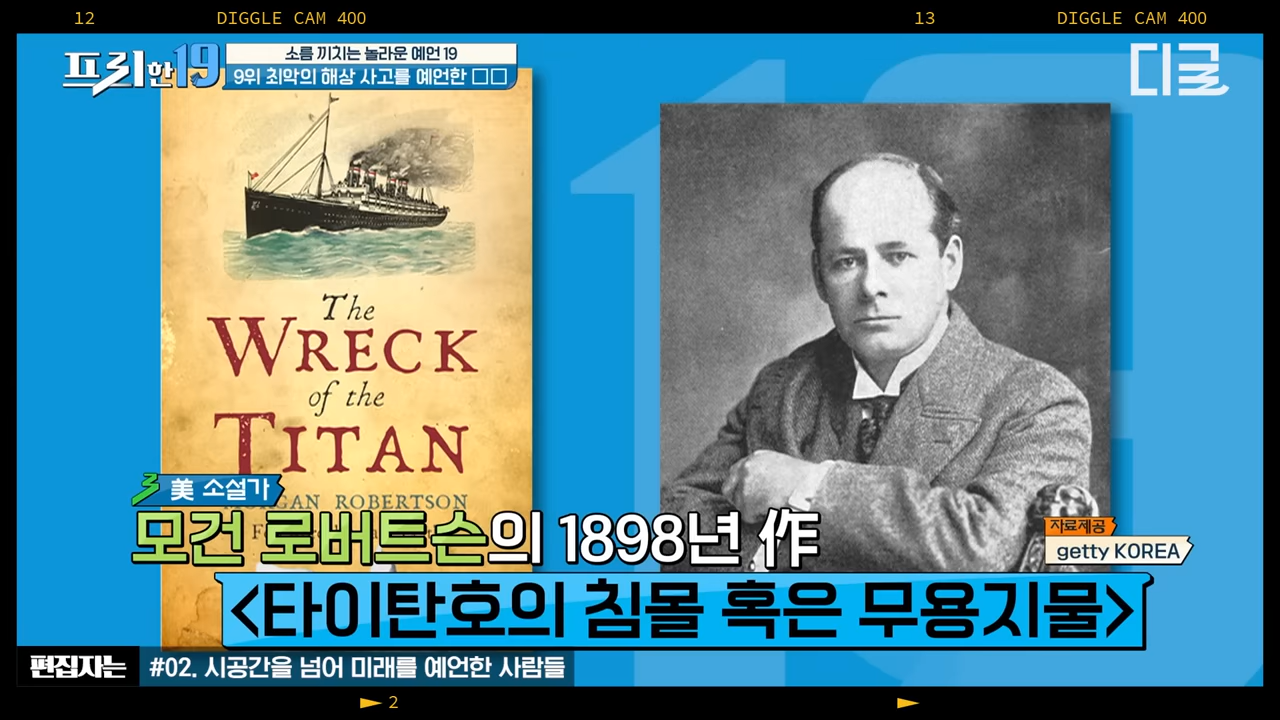 12
DIGGLE CAM 400
13
DIGGLE CAM 400
프리한19
소름 끼치는 놀라운 예언 19
9위 최악의 해상 사고를 예언한 □□
디글
The
WRECK
of the
TITAN
美 소설가
GAN ROBERTSON
모건 로버트슨의 1898년 作
자료제공
getty KOREA
<타이탄호의 침몰 혹은 무용지물>
편집자는
#02. 시공간을 넘어 미래를 예언한 사람들
2